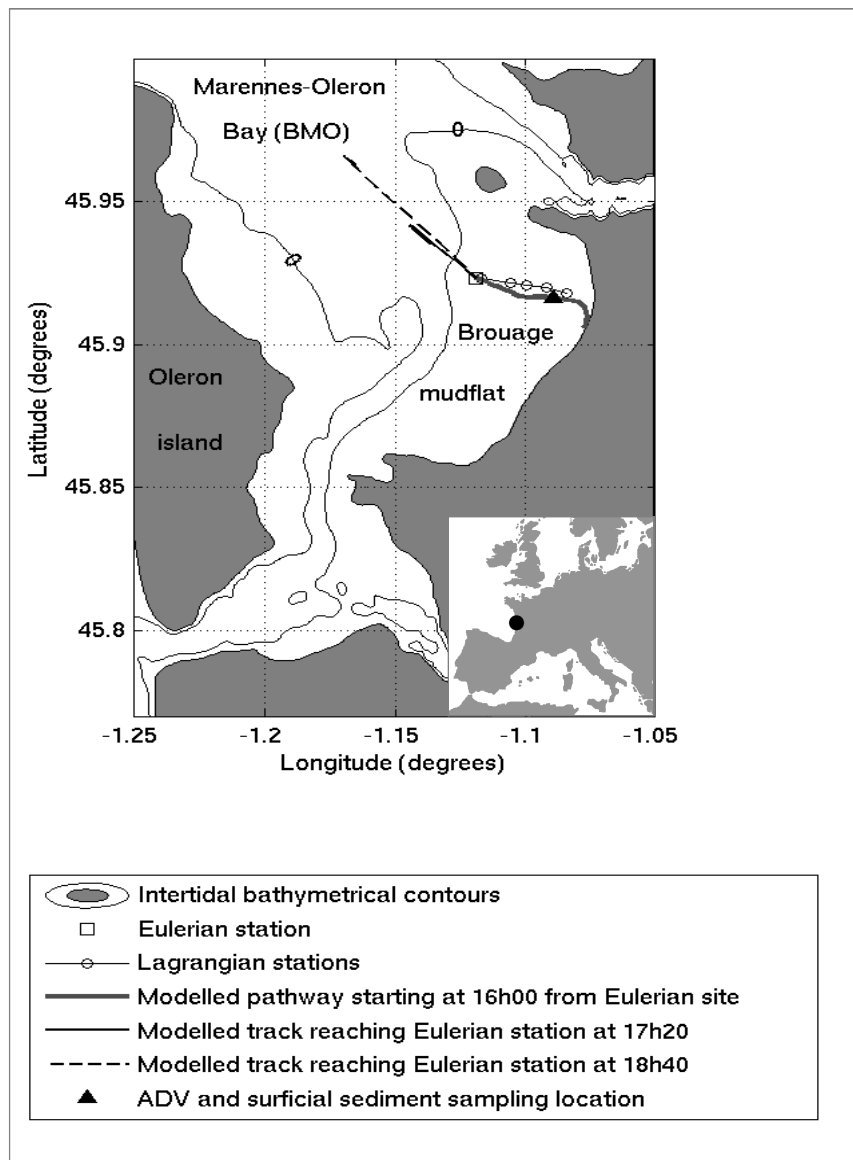 Marennes-Oleron
Bay (BMO)
0
0
Brouage
mudflat
Oleron
island
45.95
45.9
45.85
45.8
Latitude (degrees)
-1.25
-1.2
-1.15
-1.1
-1.05
Longitude (degrees)
Intertidal bathymetrical contours
Eulerian station
Lagrangian stations
Modelled pathway starting at 16h00 from Eulerian site
Modelled track reaching Eulerian station at 17h20
Modelled track reaching Eulerian station at 18h40
ADV and surficial sediment sampling location